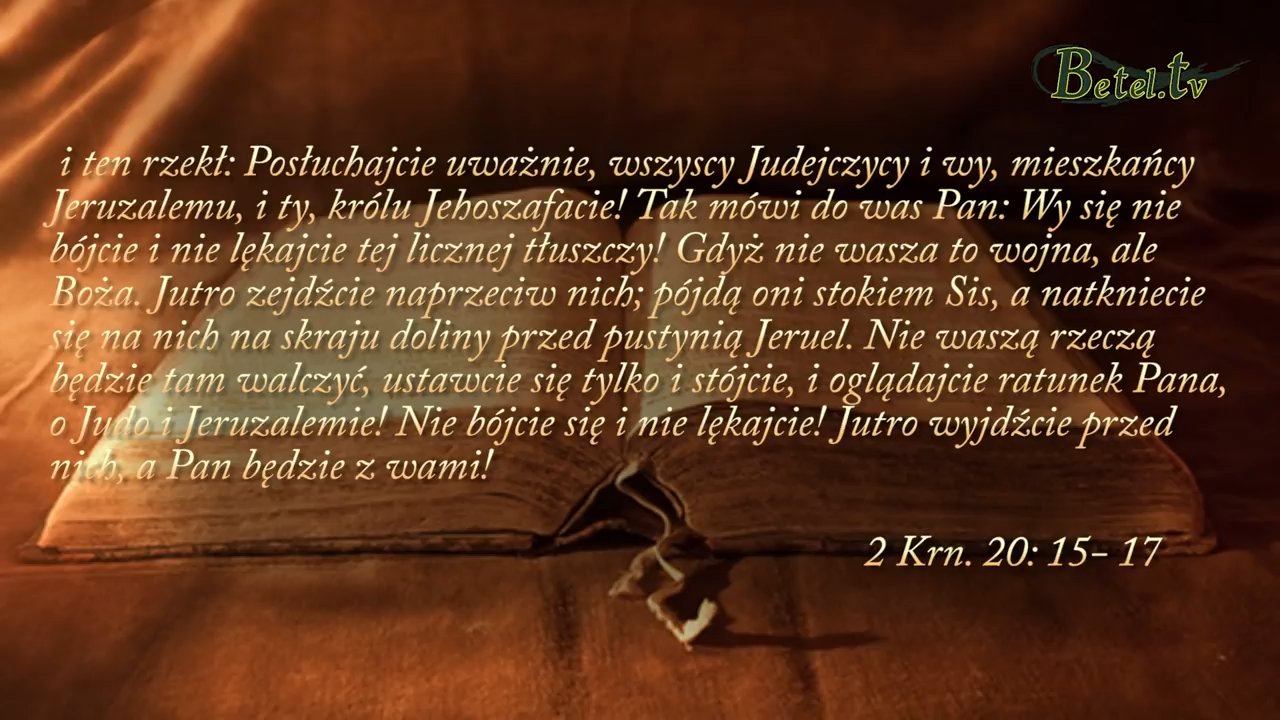 Betel.tv
i ten rzekł: Posłuchajcie uważnie, wszyscy Judejczycy i wy, mieszkańcy
Jeruzalemu, i ty, królu Jehoszafacie! Tak mówi do was Pan: Wy się nie
bójcie i nie lękajcie tej licznej tłuszczy! Gdyż nie wasza to wojna, ale
Boża. Jutro zejdźcie naprzeciw nich; pójdą oni stokiem Sis, a natkniecie
się na nich na skraju doliny przed pustynią Jeruel. Nie waszą rzeczą
będzie tam walczyć, ustawcie się tylko i stójcie, i oglądajcie ratunek Pana,
o Judo i Jeruzalemie! Nie bójcie się i nie lękajcie! Jutro wyjdźcie przed
nich, a Pan będzie z wami!
2 Krn. 20: 15– 17